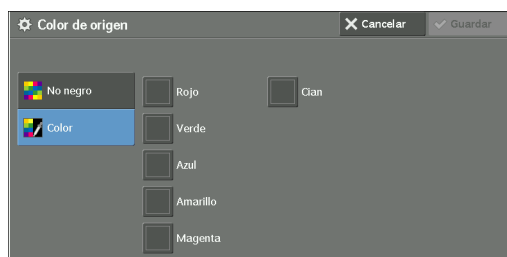 Color de origen
Cancelar
Guardar
No negro
Color
Rojo
Verde
Azul
Amarillo
Magenta
Cian